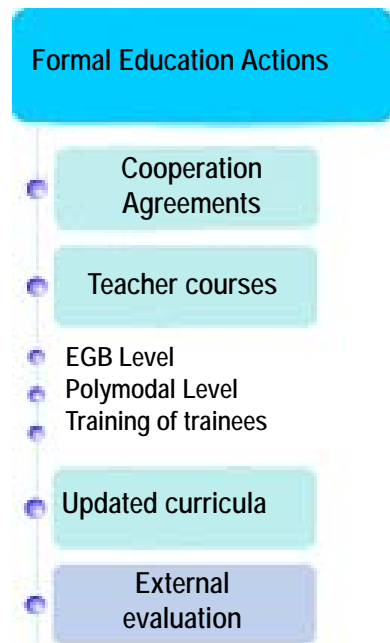 Formal Education Actions
Cooperation
Agreements
Teacher courses
EGB Level
Polymodal Level
Training of trainees
Updated curricula
External
evaluation